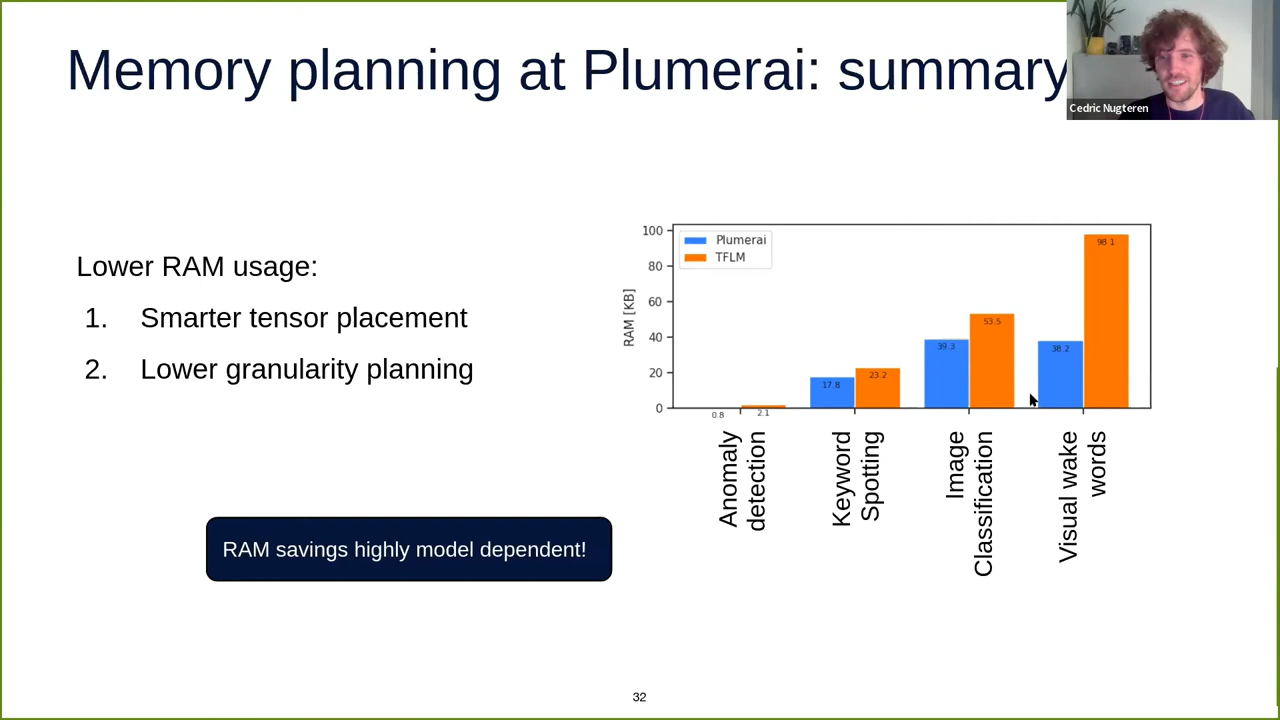 Memory planning at Plumerai: summary
Cedric Nugteren
Lower RAM usage:
1. Smarter tensor placement
2. Lower granularity planning
RAM savings highly model dependent!
Plumerai
TFLM
RAM [KB]
100
80
60
40
20
0
0.8
2.1
17.8
23.2
39.3
53.5
38.2
98.1
Anomaly
detection
Keyword
Spotting
Image
Classification
Visual wake
words
32